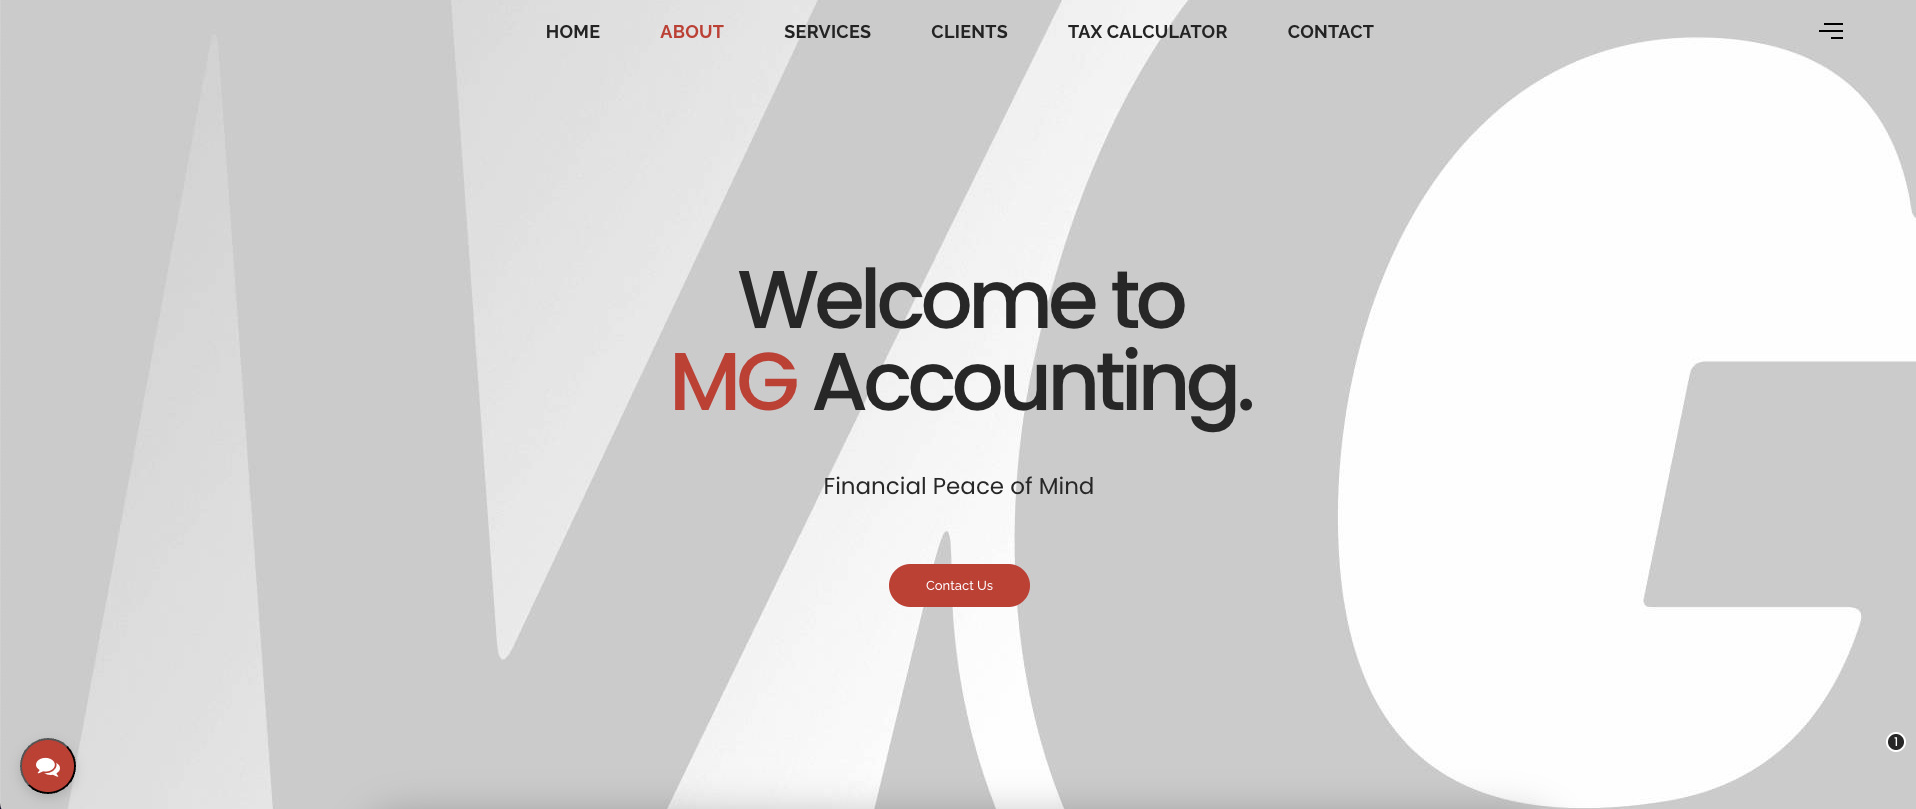 HOME ABOUT SERVICES CLIENTS TAX CALCULATOR CONTACT
Welcome to
MG Accounting.
Financial Peace of Mind
Contact Us
1